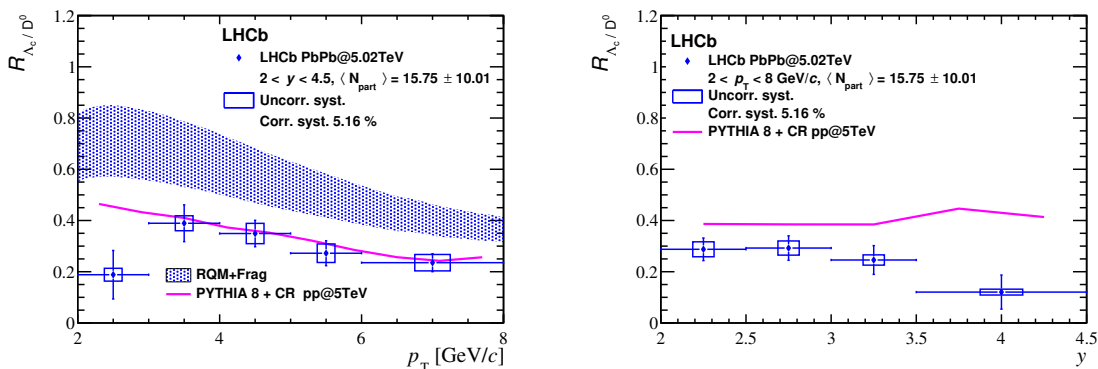 R_{Λ_c / D^0}
1.2
1
0.8
0.6
0.4
0.2
0
LHCb
LHCb PbPb@5.02TeV
2 < y < 4.5, ⟨ N_part ⟩ = 15.75 ± 10.01
Uncorr. syst.
Corr. syst. 5.16 %
RQM+Frag
PYTHIA 8 + CR pp@5TeV
2 4 6 8
p_T [GeV/c]
R_{Λ_c / D^0}
1.2
1
0.8
0.6
0.4
0.2
0
LHCb
LHCb PbPb@5.02TeV
2 < p_T < 8 GeV/c, ⟨ N_part ⟩ = 15.75 ± 10.01
Uncorr. syst.
Corr. syst. 5.16 %
PYTHIA 8 + CR pp@5TeV
2 2.5 3 3.5 4 4.5
y